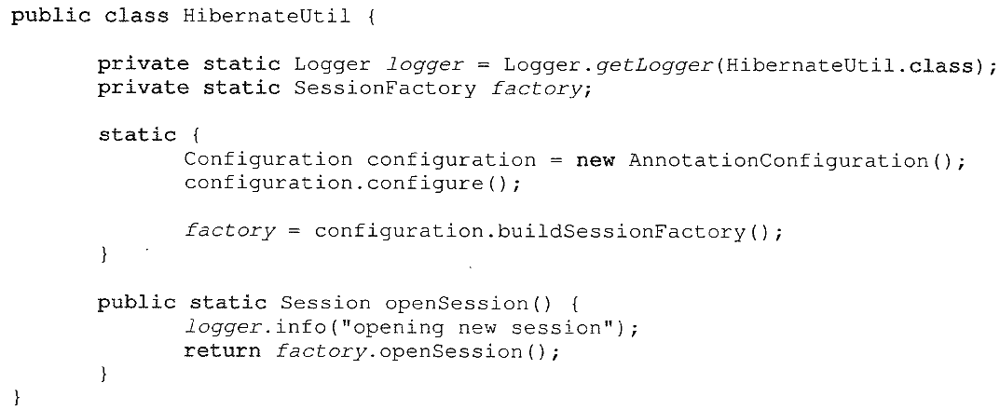 public class HibernateUtil {
private static Logger logger = Logger.getLogger(HibernateUtil.class);
private static SessionFactory factory;
static {
Configuration configuration = new AnnotationConfiguration();
configuration.configure();
factory = configuration.buildSessionFactory();
}
public static Session openSession() {
logger.info("opening new session");
return factory.openSession();
}
}